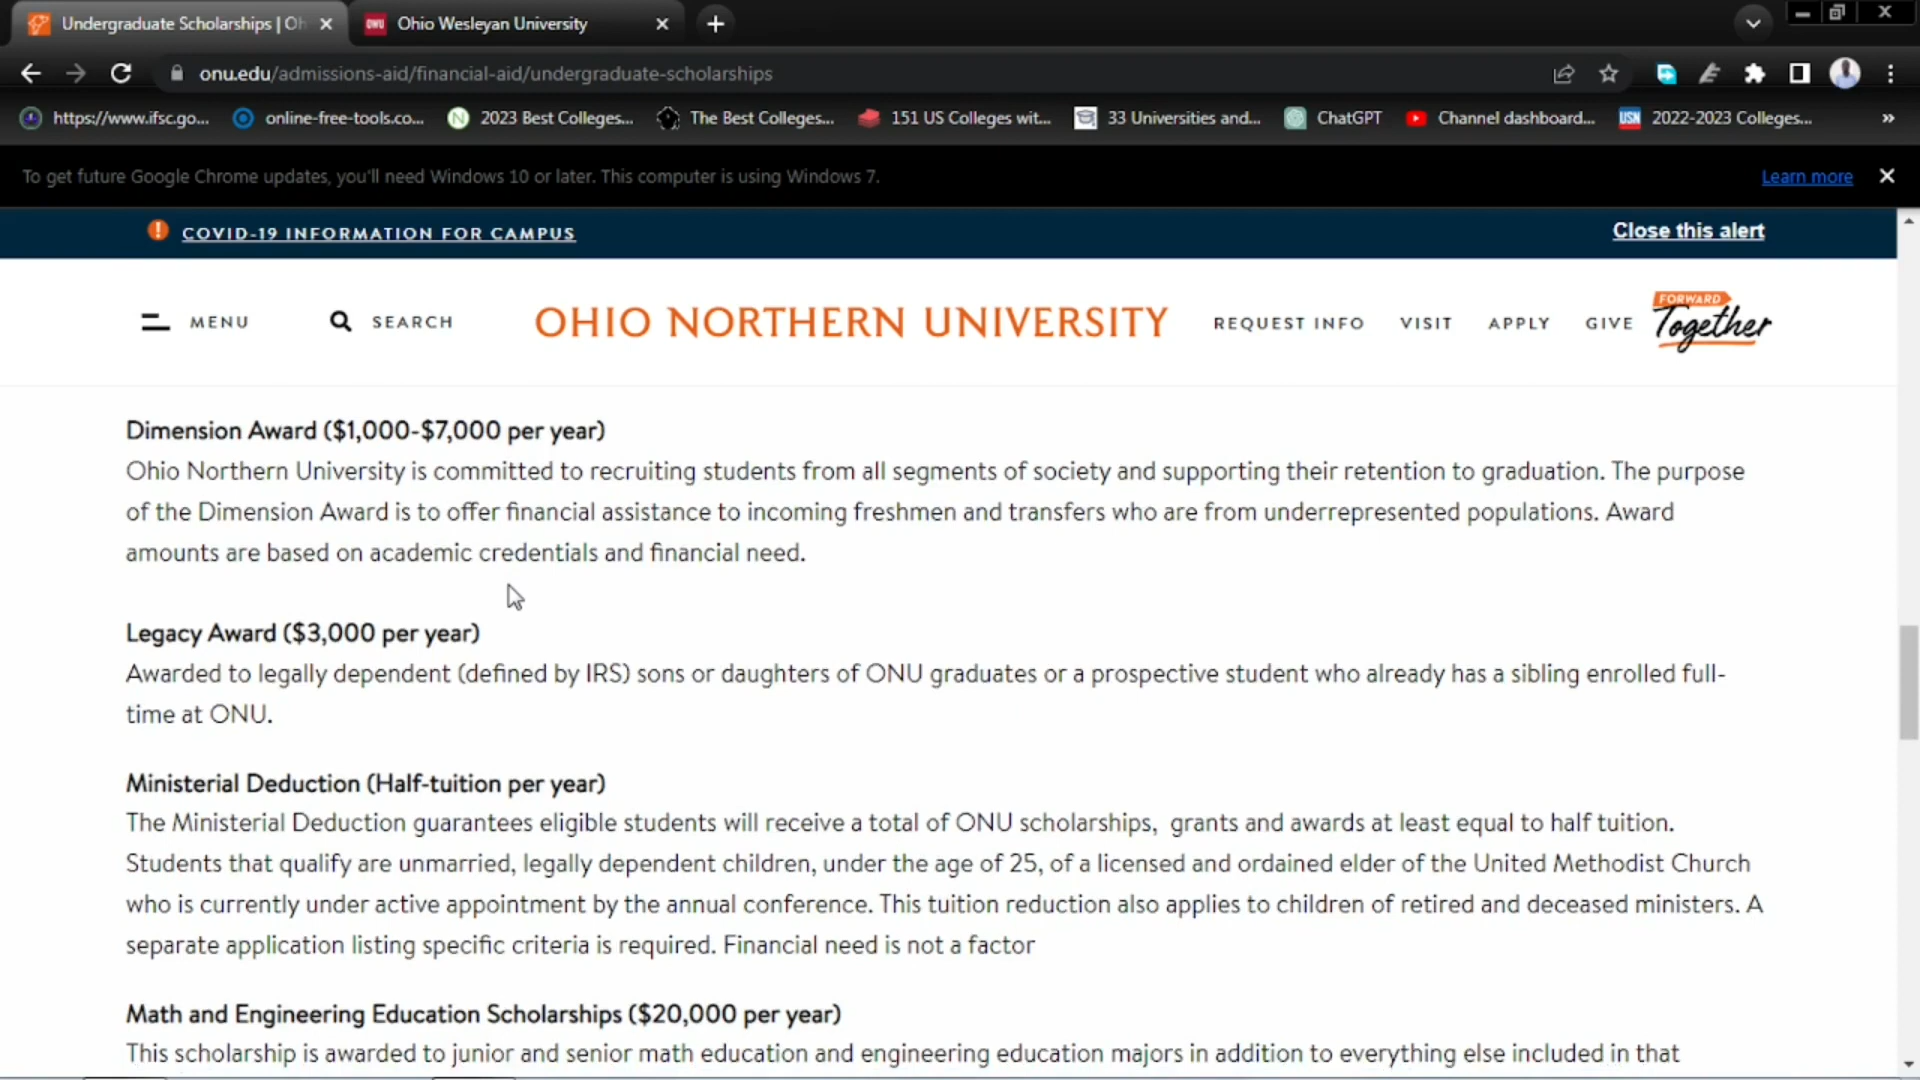 Undergraduate Scholarships | Oh
Ohio Wesleyan University
onu.edu/admissions-aid/financial-aid/undergraduate-scholarships
https://www.ifsc.go...
online-free-tools.co...
2023 Best Colleges...
The Best Colleges...
151 US Colleges wit...
33 Universities and...
ChatGPT
Channel dashboard...
2022-2023 Colleges...
To get future Google Chrome updates, you'll need Windows 10 or later. This computer is using Windows 7.
Learn more
COVID-19 INFORMATION FOR CAMPUS
Close this alert
MENU
SEARCH
OHIO NORTHERN UNIVERSITY
REQUEST INFO
VISIT
APPLY
GIVE
FORWARD
Together
Dimension Award ($1,000-$7,000 per year)
Ohio Northern University is committed to recruiting students from all segments of society and supporting their retention to graduation. The purpose
of the Dimension Award is to offer financial assistance to incoming freshmen and transfers who are from underrepresented populations. Award
amounts are based on academic credentials and financial need.
Legacy Award ($3,000 per year)
Awarded to legally dependent (defined by IRS) sons or daughters of ONU graduates or a prospective student who already has a sibling enrolled full-
time at ONU.
Ministerial Deduction (Half-tuition per year)
The Ministerial Deduction guarantees eligible students will receive a total of ONU scholarships, grants and awards at least equal to half tuition.
Students that qualify are unmarried, legally dependent children, under the age of 25, of a licensed and ordained elder of the United Methodist Church
who is currently under active appointment by the annual conference. This tuition reduction also applies to children of retired and deceased ministers. A
separate application listing specific criteria is required. Financial need is not a factor
Math and Engineering Education Scholarships ($20,000 per year)
This scholarship is awarded to junior and senior math education and engineering education majors in addition to everything else included in that